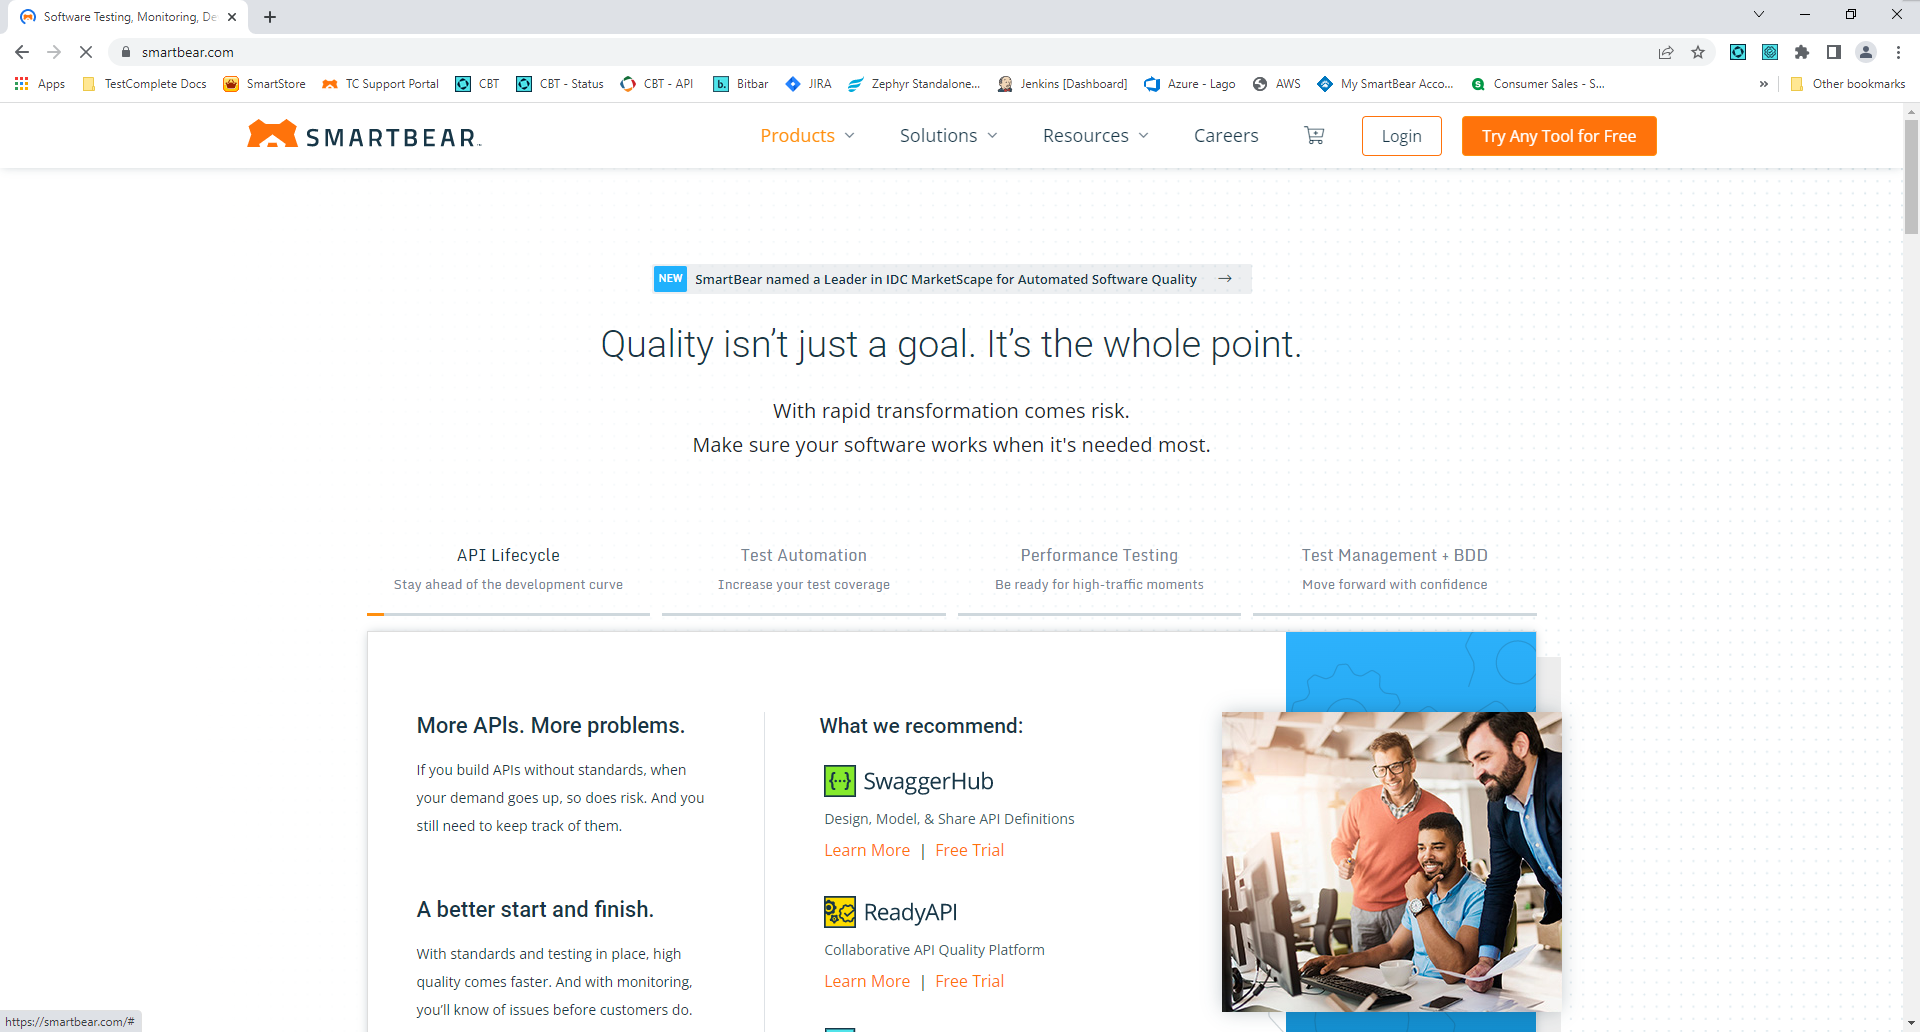 Software Testing, Monitoring, De
smartbear.com
Apps
TestComplete Docs
SmartStore
TC Support Portal
CBT
CBT - Status
CBT - API
b.
Bitbar
JIRA
Zephyr Standalone...
Jenkins [Dashboard]
Azure - Lago
AWS
My SmartBear Acco...
S
Consumer Sales - S...
»
Other bookmarks
SMARTBEAR
Products
Solutions
Resources
Careers
Login
Try Any Tool for Free
NEW SmartBear named a Leader in IDC MarketScape for Automated Software Quality →
Quality isn’t just a goal. It’s the whole point.
With rapid transformation comes risk.
Make sure your software works when it's needed most.
API Lifecycle
Stay ahead of the development curve
Test Automation
Increase your test coverage
Performance Testing
Be ready for high-traffic moments
Test Management + BDD
Move forward with confidence
More APIs. More problems.
If you build APIs without standards, when
your demand goes up, so does risk. And you
still need to keep track of them.
A better start and finish.
With standards and testing in place, high
quality comes faster. And with monitoring,
you’ll know of issues before customers do.
What we recommend:
{···} SwaggerHub
Design, Model, & Share API Definitions
Learn More | Free Trial
ReadyAPI
Collaborative API Quality Platform
Learn More | Free Trial
https://smartbear.com/#